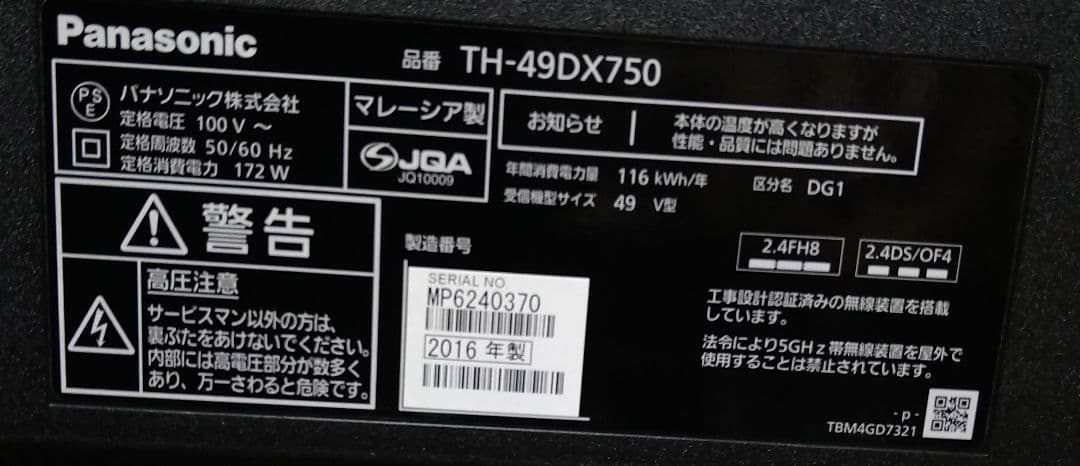 Panasonic
品番 TH-49DX750
PS
E
パナソニック株式会社
定格電圧 100 V ～
定格周波数 50/60 Hz
定格消費電力 172 W
マレーシア製
JQA
JQ10009
お知らせ
本体の温度が高くなりますが
性能・品質には問題ありません。
年間消費電力量 116 kWh/年 区分名 DG1
受信機型サイズ 49 V型
警告
高圧注意
サービスマン以外の方は、
裏ぶたをあけないでください。
内部には高電圧部分が数多く
あり、万一さわると危険です。
製造番号
SERIAL NO.
MP6240370
2016 年製
2.4FH8
2.4DS/OF4
工事設計認証済みの無線装置を搭載
しています。
法令により5GHz帯無線装置を屋外で
使用することは禁止されています。
- p -
TBM4GD7321